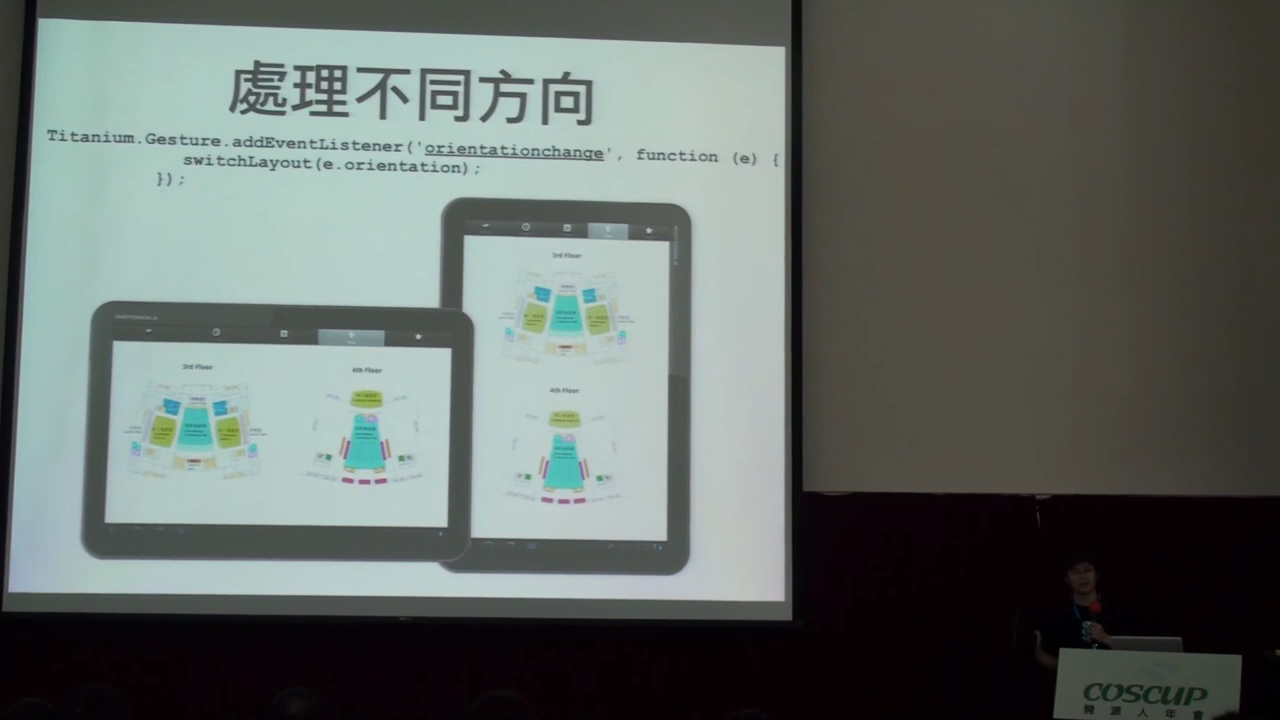 處理不同方向
Titanium.Gesture.addEventListener('orientationchange', function (e) {
switchLayout(e.orientation);
});
MOTOROLA
3rd Floor
4th Floor
3rd Floor
4th Floor
COSCUP
開源人年會